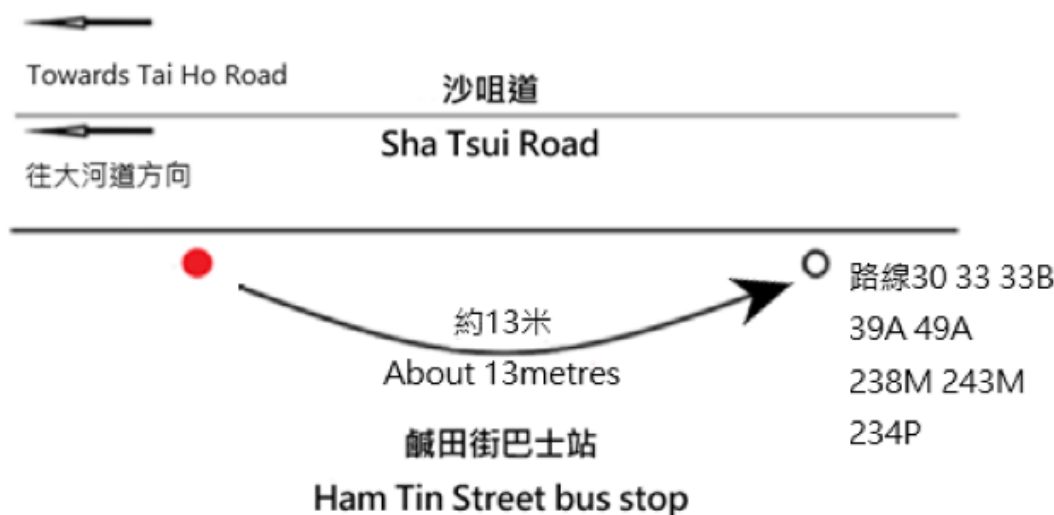 Towards Tai Ho Road
沙咀道
Sha Tsui Road
往大河道方向
路線30 33 33B
39A 49A
238M 243M
234P
約13米
About 13metres
鹹田街巴士站
Ham Tin Street bus stop